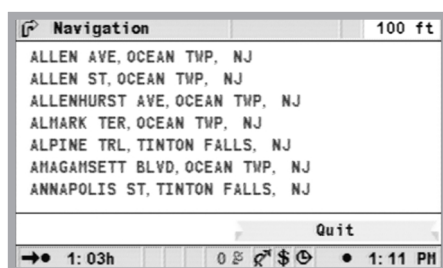 Navigation 100 ft
ALLEN AVE, OCEAN TWP, NJ
ALLEN ST, OCEAN TWP, NJ
ALLENHURST AVE, OCEAN TWP, NJ
ALMARK TER, OCEAN TWP, NJ
ALPINE TRL, TINTON FALLS, NJ
AMAGAMSETT BLVD, OCEAN TWP, NJ
ANNAPOLIS ST, TINTON FALLS, NJ
Quit
1:03h 0 $ 1:11 PM